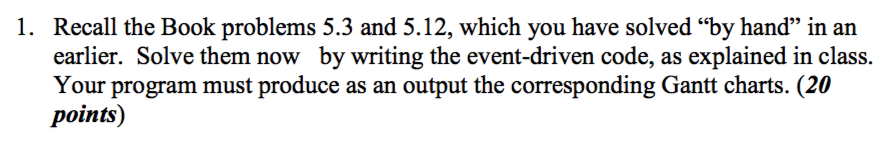 1. Recall the Book problems 5.3 and 5.12, which you have solved “by hand” in an
earlier. Solve them now by writing the event-driven code, as explained in class.
Your program must produce as an output the corresponding Gantt charts. (20
points)